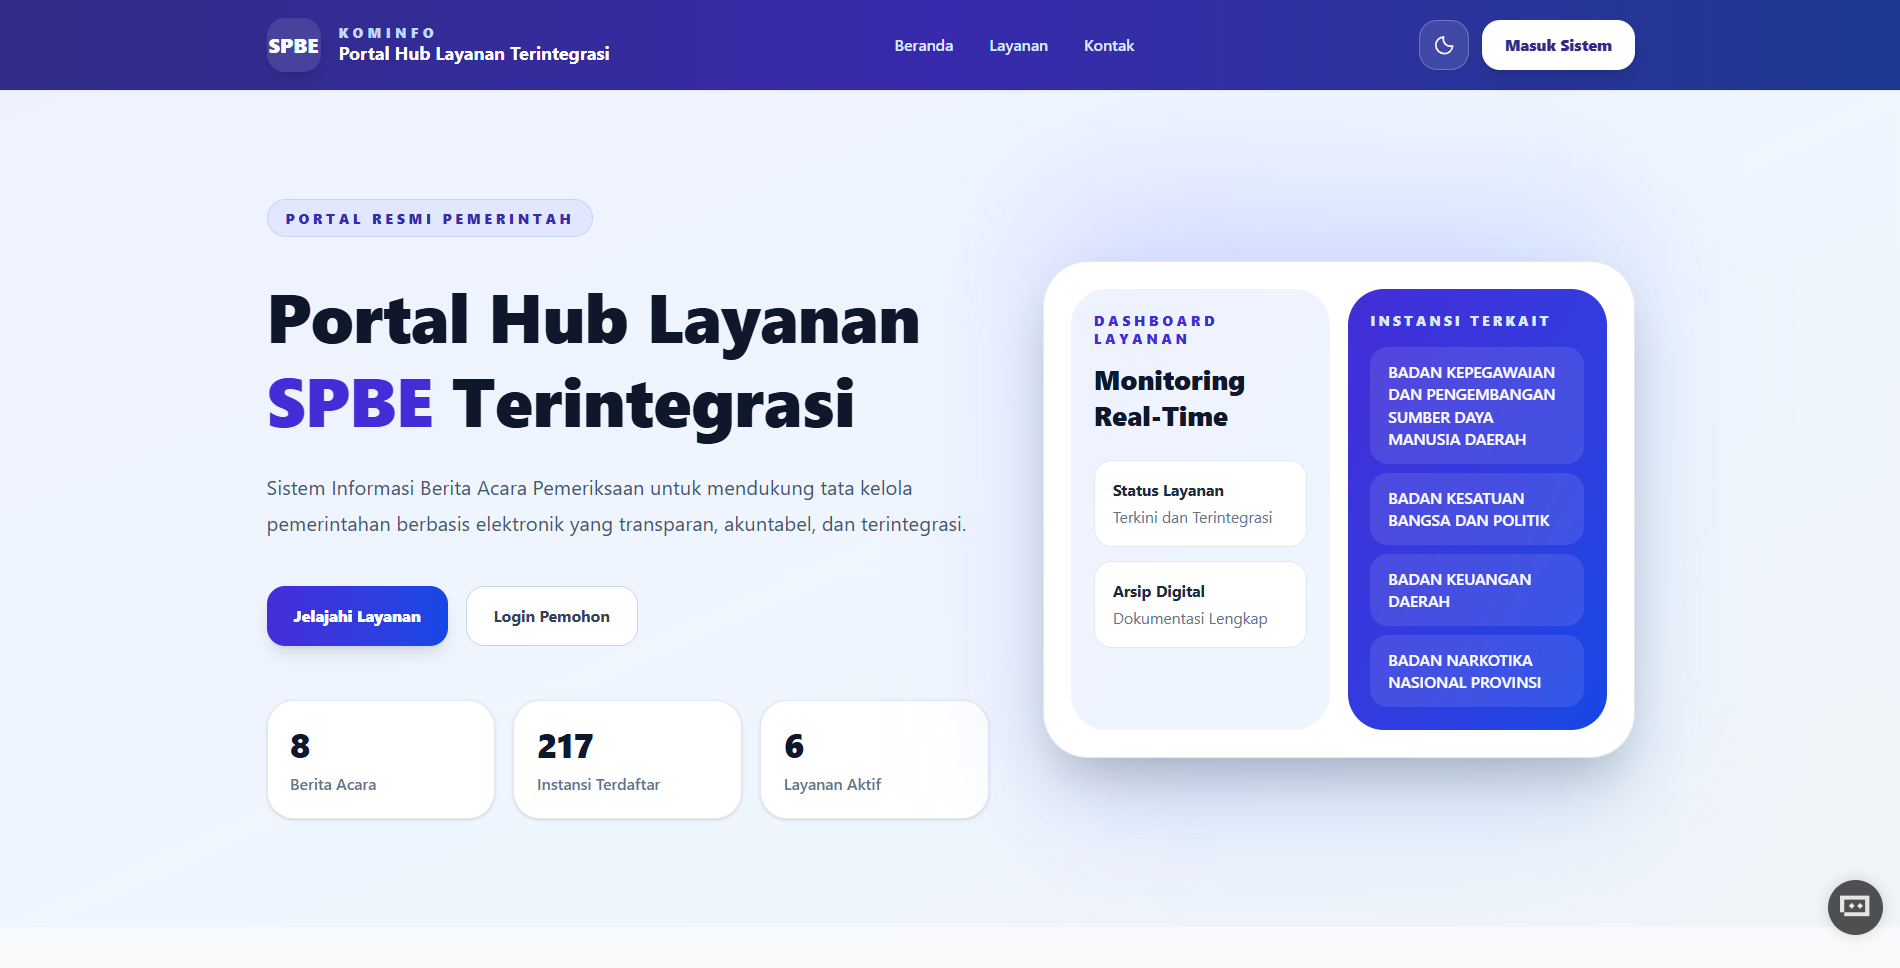 SPBE
KOMINFO
Portal Hub Layanan Terintegrasi
Beranda
Layanan
Kontak
Masuk Sistem
PORTAL RESMI PEMERINTAH
Portal Hub Layanan
SPBE Terintegrasi
Sistem Informasi Berita Acara Pemeriksaan untuk mendukung tata kelola
pemerintahan berbasis elektronik yang transparan, akuntabel, dan terintegrasi.
Jelajahi Layanan
Login Pemohon
8
Berita Acara
217
Instansi Terdaftar
6
Layanan Aktif
DASHBOARD
LAYANAN
Monitoring
Real-Time
Status Layanan
Terkini dan Terintegrasi
Arsip Digital
Dokumentasi Lengkap
INSTANSI TERKAIT
BADAN KEPEGAWAIAN
DAN PENGEMBANGAN
SUMBER DAYA
MANUSIA DAERAH
BADAN KESATUAN
BANGSA DAN POLITIK
BADAN KEUANGAN
DAERAH
BADAN NARKOTIKA
NASIONAL PROVINSI